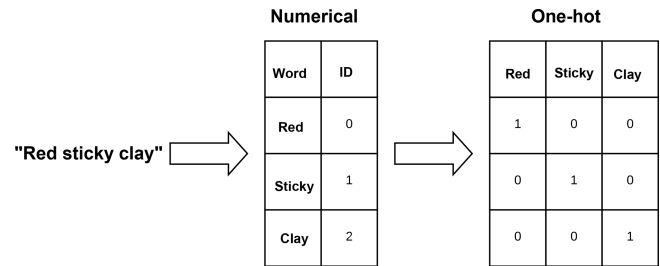 Numerical One-hot
Word ID Red Sticky Clay
Red 0 1 0 0
"Red sticky clay"
Sticky 1 0 1 0
Clay 2 0 0 1